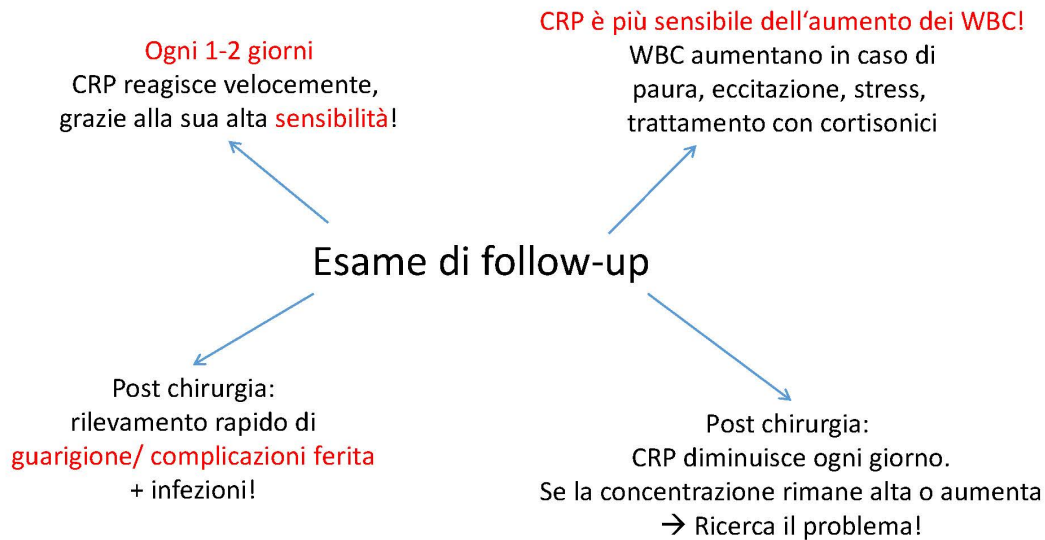 Ogni 1-2 giorni
CRP reagisce velocemente,
grazie alla sua alta sensibilità!
CRP è più sensibile dell‘aumento dei WBC!
WBC aumentano in caso di
paura, eccitazione, stress,
trattamento con cortisonici
Esame di follow-up
Post chirurgia:
rilevamento rapido di
guarigione/ complicazioni ferita
+ infezioni!
Post chirurgia:
CRP diminuisce ogni giorno.
Se la concentrazione rimane alta o aumenta
→ Ricerca il problema!